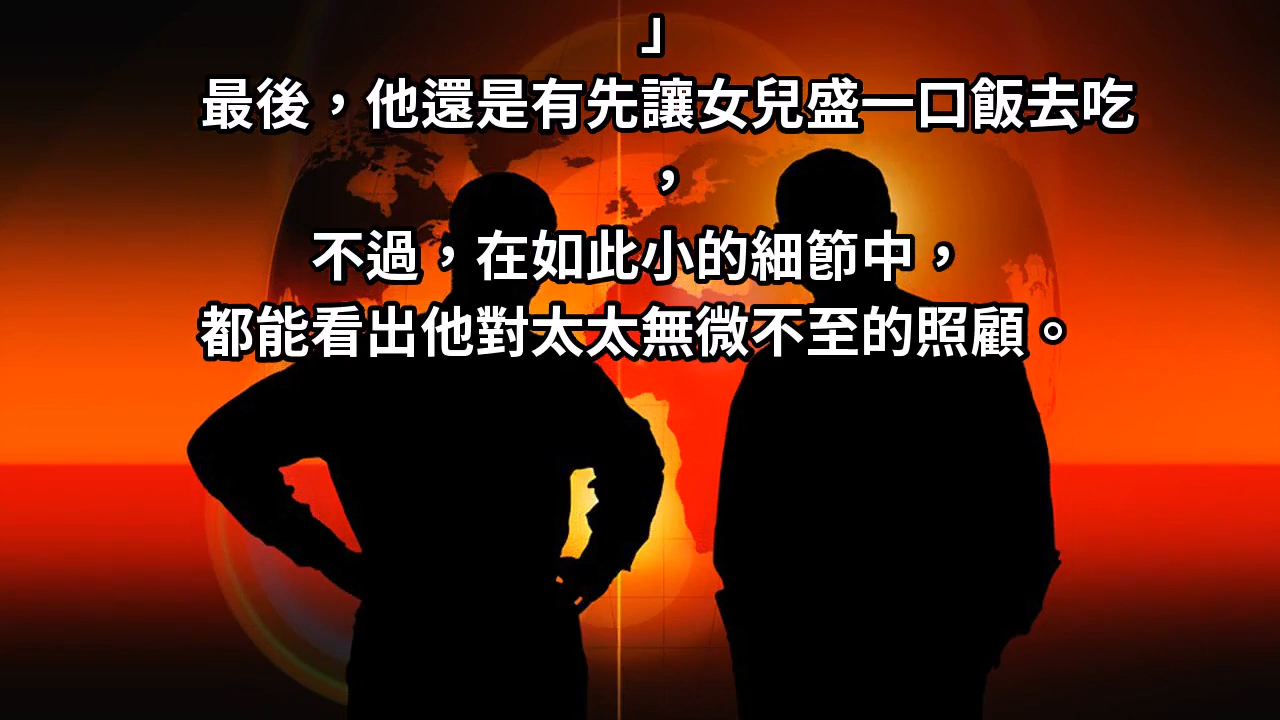 」
最後，他還是有先讓女兒盛一口飯去吃
，
不過，在如此小的細節中，
都能看出他對太太無微不至的照顧。